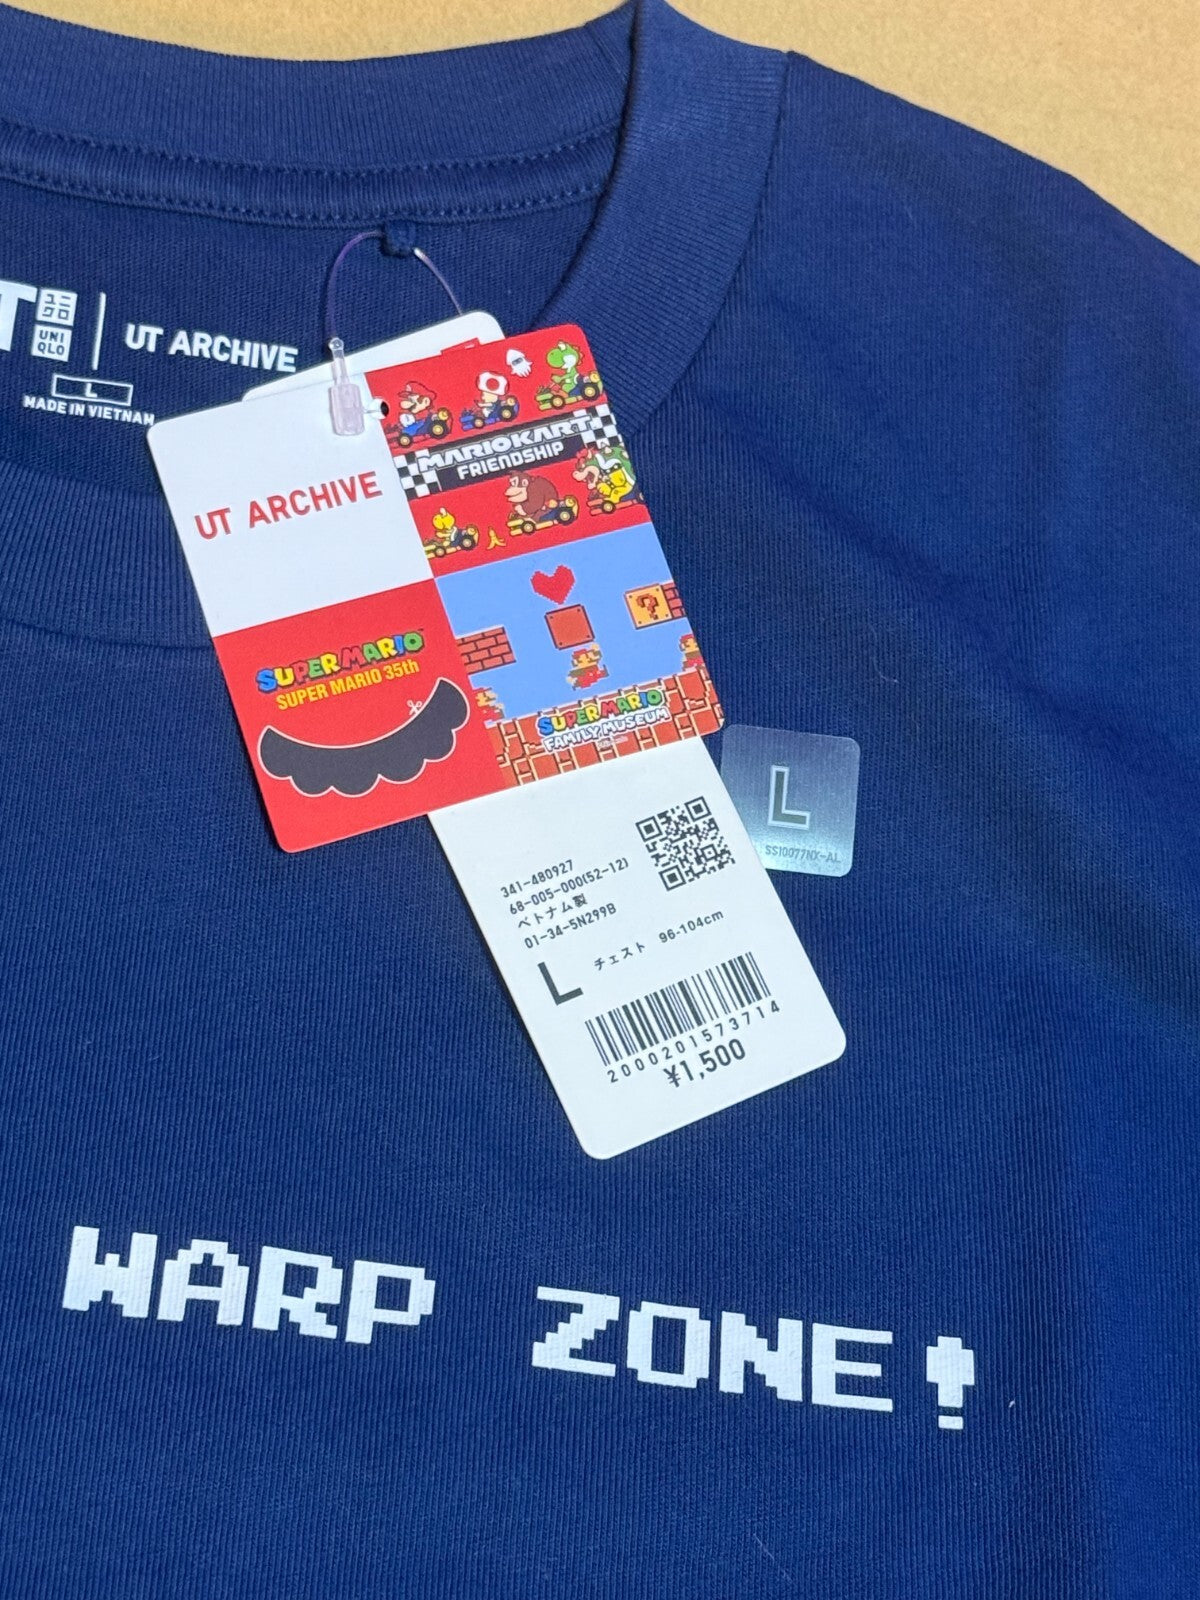 T
ユニ
クロ
UNI
QLO
UT ARCHIVE
L
MADE IN VIETNAM
UT ARCHIVE
MARIOKART
FRIENDSHIP
SUPER MARIO
SUPER MARIO 35th
?
SUPER MARIO
FAMILY MUSEUM
L
SS10077NX-AL
341-480927
68-005-000(52-12)
ベトナム製
01-34-5N299B
L チェスト 96-104cm
2000201573714
¥1,500
WARP ZONE!